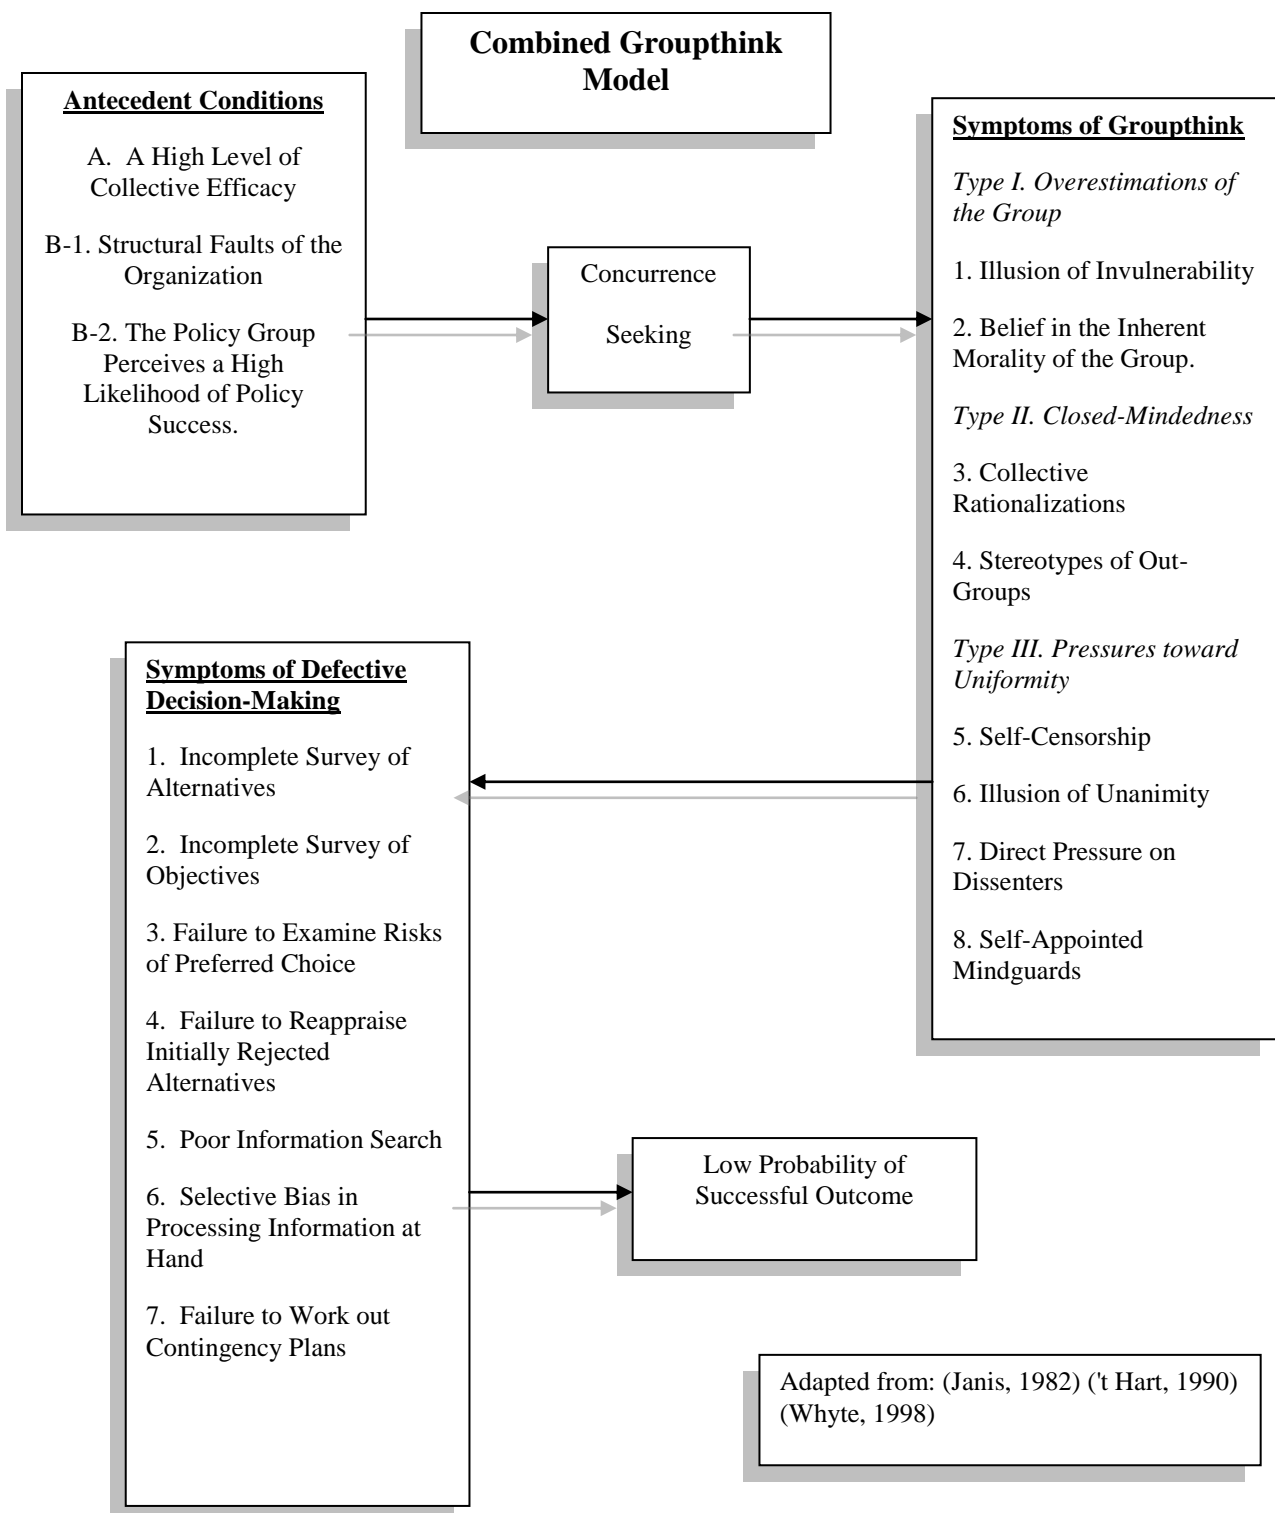 Combined Groupthink
Model
Antecedent Conditions
A.  A High Level of
Collective Efficacy
B-1. Structural Faults of the
Organization
B-2. The Policy Group
Perceives a High
Likelihood of Policy
Success.
Concurrence
Seeking
Symptoms of Groupthink
Type I. Overestimations of
the Group
1. Illusion of Invulnerability
2. Belief in the Inherent
Morality of the Group.
Type II. Closed-Mindedness
3. Collective
Rationalizations
4. Stereotypes of Out-
Groups
Type III. Pressures toward
Uniformity
5. Self-Censorship
6. Illusion of Unanimity
7. Direct Pressure on
Dissenters
8. Self-Appointed
Mindguards
Symptoms of Defective
Decision-Making
1.  Incomplete Survey of
Alternatives
2.  Incomplete Survey of
Objectives
3. Failure to Examine Risks
of Preferred Choice
4.  Failure to Reappraise
Initially Rejected
Alternatives
5.  Poor Information Search
6.  Selective Bias in
Processing Information at
Hand
7.  Failure to Work out
Contingency Plans
Low Probability of
Successful Outcome
Adapted from: (Janis, 1982) ('t Hart, 1990)
(Whyte, 1998)